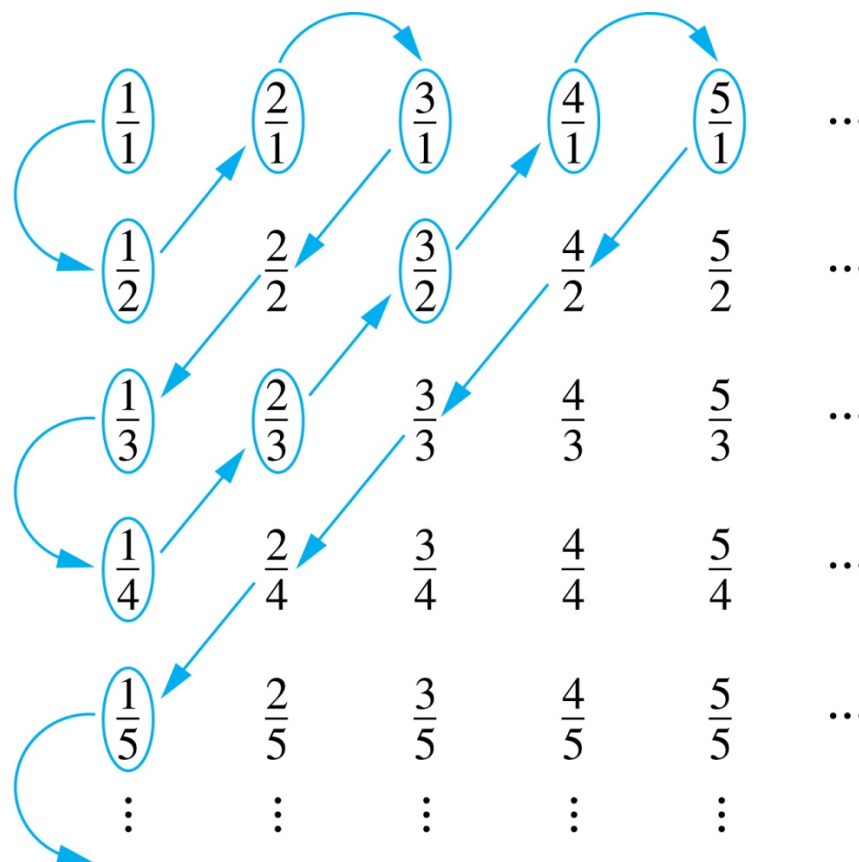 1/1 2/1 3/1 4/1 5/1 ...
1/2 2/2 3/2 4/2 5/2 ...
1/3 2/3 3/3 4/3 5/3 ...
1/4 2/4 3/4 4/4 5/4 ...
1/5 2/5 3/5 4/5 5/5 ...
⋮ ⋮ ⋮ ⋮ ⋮